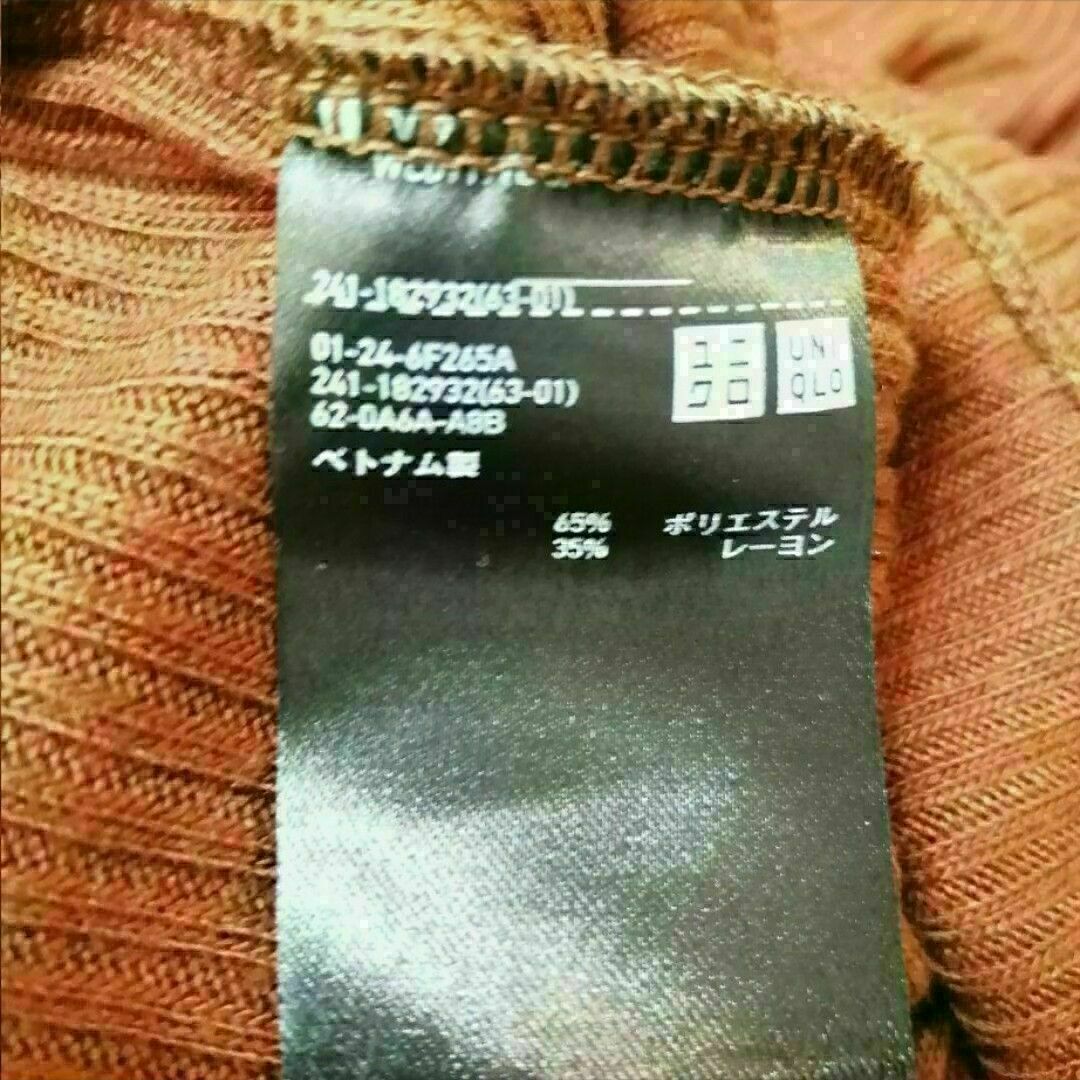 241-182932(63-01)
01-24-6F265A
241-182932(63-01)
62-0A6A-A8B
ベトナム製
ユニ
クロ
UNI
QLO
65% ポリエステル
35% レーヨン